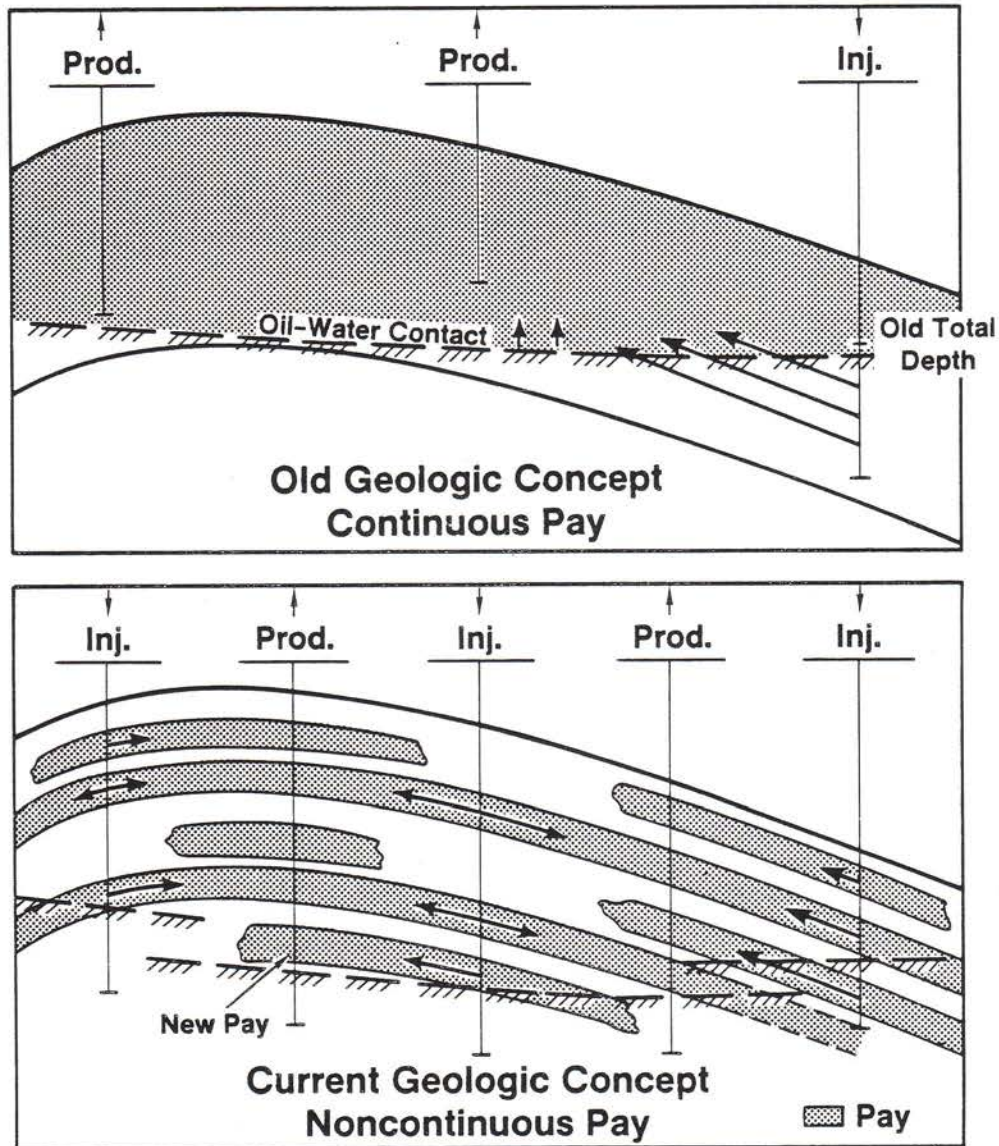 Prod.
Prod.
Inj.
Oil-Water Contact
Old Total
Depth
Old Geologic Concept
Continuous Pay
Inj.
Prod.
Inj.
Prod.
Inj.
New Pay
Current Geologic Concept
Noncontinuous Pay
Pay